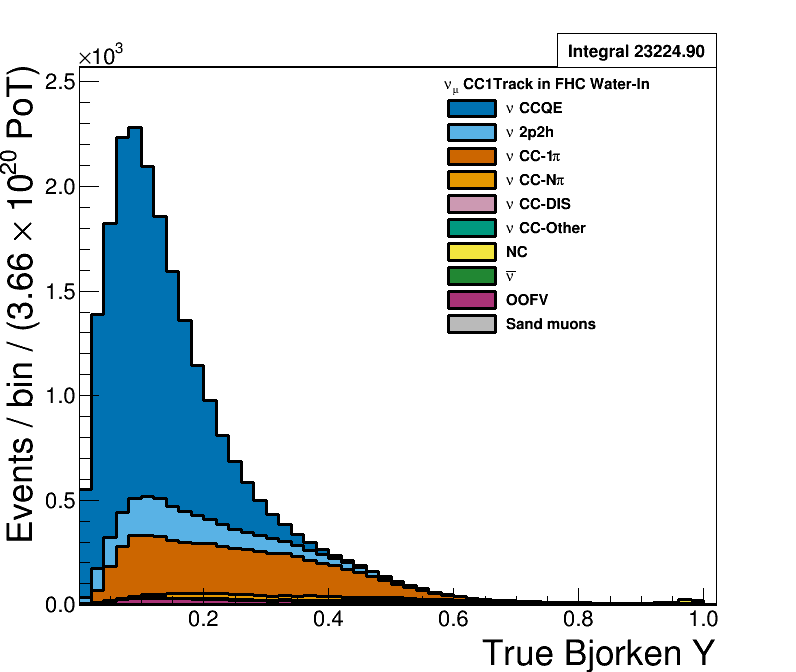 ×10³
Integral 23224.90
ν_μ CC1Track in FHC Water-In
ν CCQE
ν 2p2h
ν CC-1π
ν CC-Nπ
ν CC-DIS
ν CC-Other
NC
ν̅
OOFV
Sand muons
Events / bin / (3.66 × 10²⁰ PoT)
2.5
2.0
1.5
1.0
0.5
0.0
0.2 0.4 0.6 0.8 1.0
True Bjorken Y